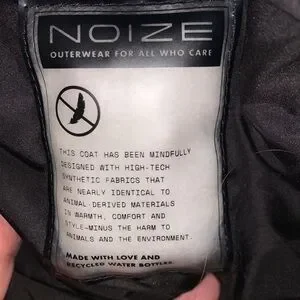 NOIZE
OUTERWEAR FOR ALL WHO CARE
THIS COAT HAS BEEN MINDFULLY
DESIGNED WITH HIGH-TECH
SYNTHETIC FABRICS THAT
ARE NEARLY IDENTICAL TO
ANIMAL-DERIVED MATERIALS
IN WARMTH, COMFORT AND
STYLE-MINUS THE HARM TO
ANIMALS AND THE ENVIRONMENT.
MADE WITH LOVE AND
RECYCLED WATER BOTTLES.